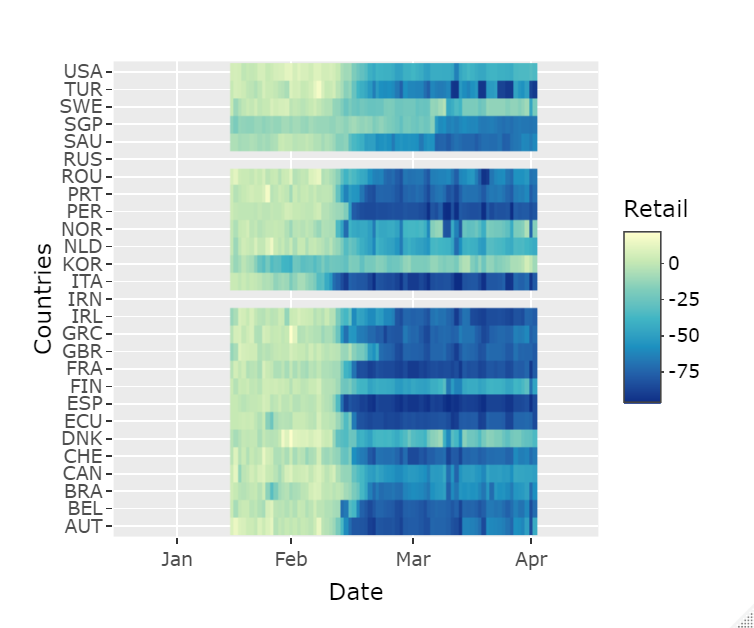 USA
TUR
SWE
SGP
SAU
RUS
ROU
PRT
PER
NOR
NLD
KOR
ITA
IRN
IRL
GRC
GBR
FRA
FIN
ESP
ECU
DNK
CHE
CAN
BRA
BEL
AUT
Countries
Jan Feb Mar Apr
Date
Retail
0
-25
-50
-75